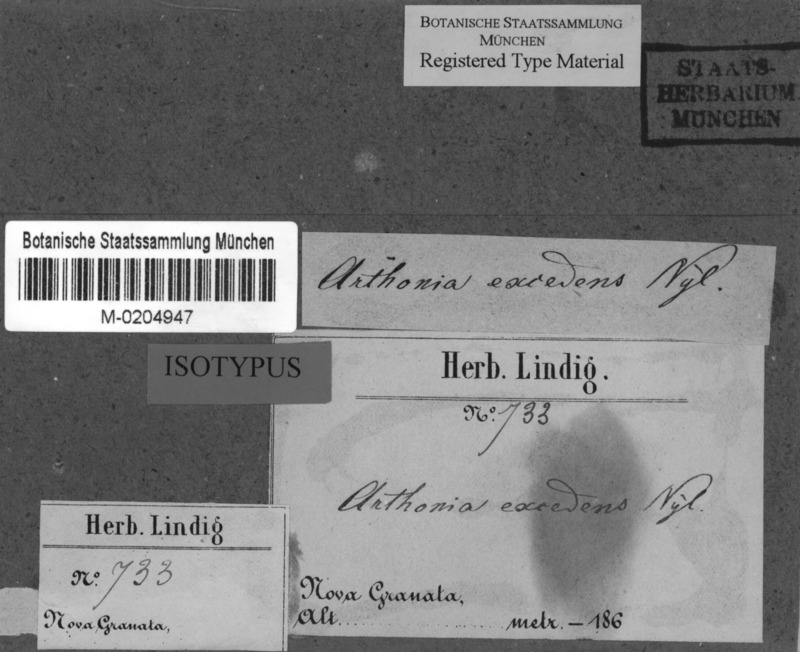 BOTANISCHE STAATSSAMMLUNG
MÜNCHEN
Registered Type Material
STAATS-
HERBARIUM
MÜNCHEN
Botanische Staatssammlung München
M-0204947
Arthonia excedens Nyl.
ISOTYPUS
Herb. Lindig.
No. 733
Arthonia excedens Nyl.
Nova Granata,
Alt. metr. — 186
Herb. Lindig
No. 733
Nova Granata,